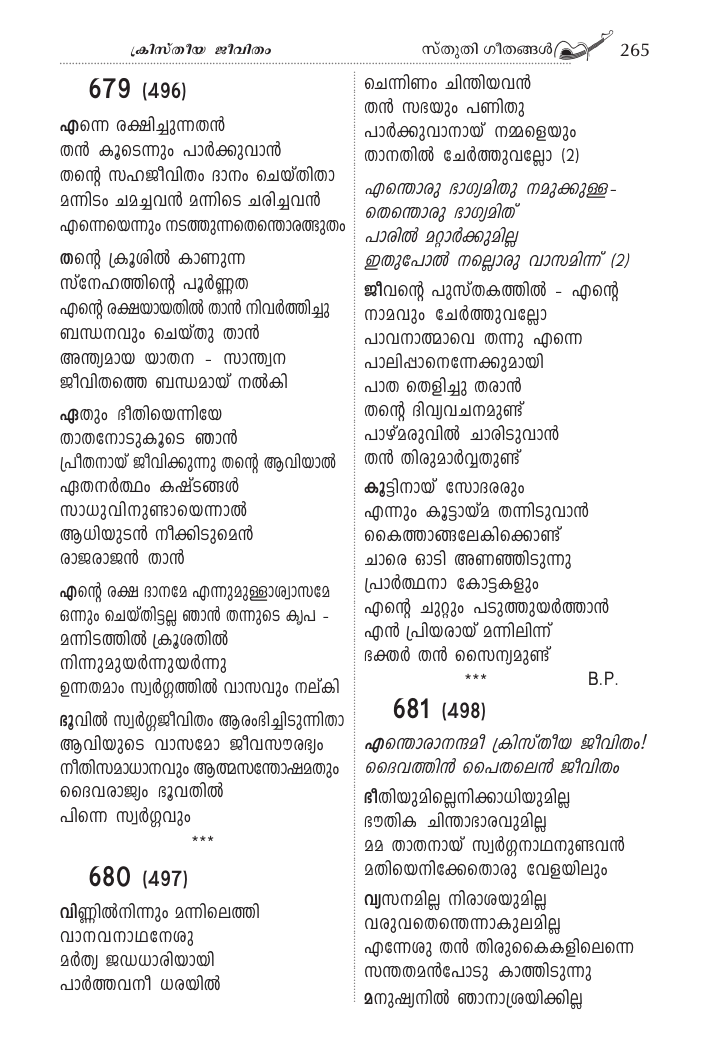 ക്രിസ്തീയ ജീവിതം
സ്തുതി ഗീതങ്ങൾ 265
679 (496)
എന്നെ രക്ഷിച്ചുന്നതൻ
തൻ കൂടെന്നും പാർക്കുവാൻ
തന്റെ സഹജീവിതം ദാനം ചെയ്തിതാ
മന്നിടം ചമച്ചവൻ മന്നിടെ ചരിച്ചവൻ
എന്നെയെന്നും നടത്തുന്നതെന്തൊരത്ഭുതം
തന്റെ ക്രൂശിൽ കാണുന്ന
സ്നേഹത്തിന്റെ പൂർണ്ണത
എന്റെ രക്ഷയായതിൽ താൻ നിവർത്തിച്ചു
ബന്ധനവും ചെയ്തു താൻ
അന്ത്യമായ യാതന - സാന്ത്വന
ജീവിതത്തെ ബന്ധമായ് നൽകി
ഏതും ഭീതിയെന്നിയേ
താതനോടുകൂടെ ഞാൻ
പ്രീതനായ് ജീവിക്കുന്നു തന്റെ ആവിയാൽ
ഏതനർത്ഥം കഷ്ടങ്ങൾ
സാധുവിനുണ്ടായെന്നാൽ
ആധിയുടൻ നീക്കിടുമെൻ
രാജരാജൻ താൻ
എന്റെ രക്ഷ ദാനമേ എന്നുമുള്ളാശ്വാസമേ
ഒന്നും ചെയ്തിട്ടല്ല ഞാൻ തന്നുടെ കൃപ -
മന്നിടത്തിൽ ക്രൂശതിൽ
നിന്നുമുയർന്നുയർന്നു
ഉന്നതമാം സ്വർഗ്ഗത്തിൽ വാസവും നല്കി
ഭൂവിൽ സ്വർഗ്ഗജീവിതം ആരംഭിച്ചിടുന്നിതാ
ആവിയുടെ വാസമോ ജീവസൗരഭ്യം
നീതിസമാധാനവും ആത്മസന്തോഷമതും
ദൈവരാജ്യം ഭൂവതിൽ
പിന്നെ സ്വർഗ്ഗവും
***
680 (497)
വിണ്ണിൽനിന്നും മന്നിലെത്തി
വാനവനാഥനേശു
മർത്യ ജഡധാരിയായി
പാർത്തവനീ ധരയിൽ
ചെന്നിണം ചിന്തിയവൻ
തൻ സഭയും പണിതു
പാർക്കുവാനായ് നമ്മളെയും
താനതിൽ ചേർത്തുവല്ലോ (2)
എന്തൊരു ഭാഗ്യമിതു നമുക്കുള്ള-
തെന്തൊരു ഭാഗ്യമിത്
പാരിൽ മറ്റാർക്കുമില്ല
ഇതുപോൽ നല്ലൊരു വാസമിന്ന് (2)
ജീവന്റെ പുസ്തകത്തിൽ - എന്റെ
നാമവും ചേർത്തുവല്ലോ
പാവനാത്മാവെ തന്നു എന്നെ
പാലിപ്പാനെന്നേക്കുമായി
പാത തെളിച്ചു തരാൻ
തന്റെ ദിവ്യവചനമുണ്ട്
പാഴ്മരുവിൽ ചാരിടുവാൻ
തൻ തിരുമാർവ്വതുണ്ട്
കൂട്ടിനായ് സോദരരും
എന്നും കൂട്ടായ്മ തന്നിടുവാൻ
കൈത്താങ്ങലേകിക്കൊണ്ട്
ചാരെ ഓടി അണഞ്ഞിടുന്നു
പ്രാർത്ഥനാ കോട്ടകളും
എന്റെ ചുറ്റും പടുത്തുയർത്താൻ
എൻ പ്രിയരായ് മന്നിലിന്ന്
ഭക്തർ തൻ സൈന്യമുണ്ട്
*** B.P.
681 (498)
എന്തൊരാനന്ദമീ ക്രിസ്തീയ ജീവിതം!
ദൈവത്തിൻ പൈതലെൻ ജീവിതം
ഭീതിയുമില്ലെനിക്കാധിയുമില്ല
ഭൗതിക ചിന്താഭാരവുമില്ല
മമ താതനായ് സ്വർഗ്ഗനാഥനുണ്ടവൻ
മതിയെനിക്കേതൊരു വേളയിലും
വ്യസനമില്ല നിരാശയുമില്ല
വരുവതെന്തെന്നാകുലമില്ല
എന്നേശു തൻ തിരുകൈകളിലെന്നെ
സന്തതമൻപോടു കാത്തിടുന്നു
മനുഷ്യനിൽ ഞാനാശ്രയിക്കില്ല